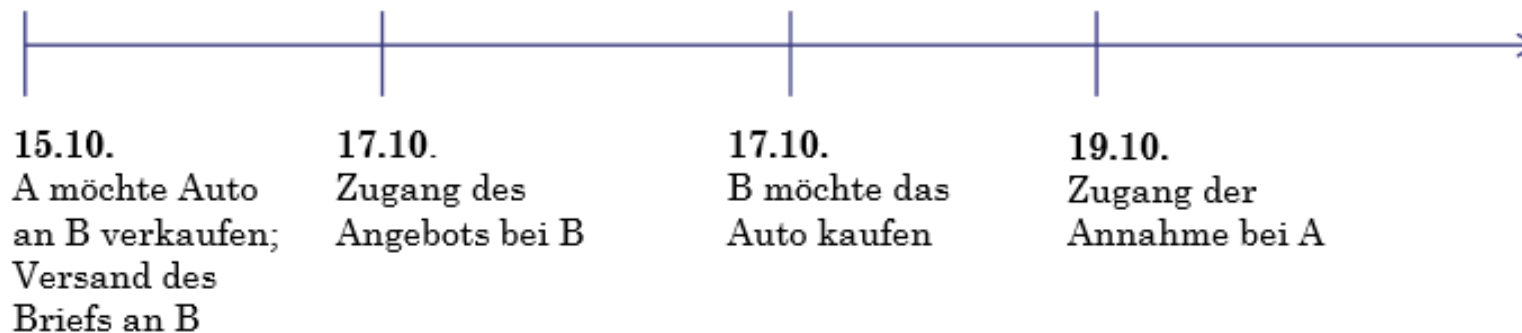 15.10.
A möchte Auto
an B verkaufen;
Versand des
Briefs an B
17.10.
Zugang des
Angebots bei B
17.10.
B möchte das
Auto kaufen
19.10.
Zugang der
Annahme bei A